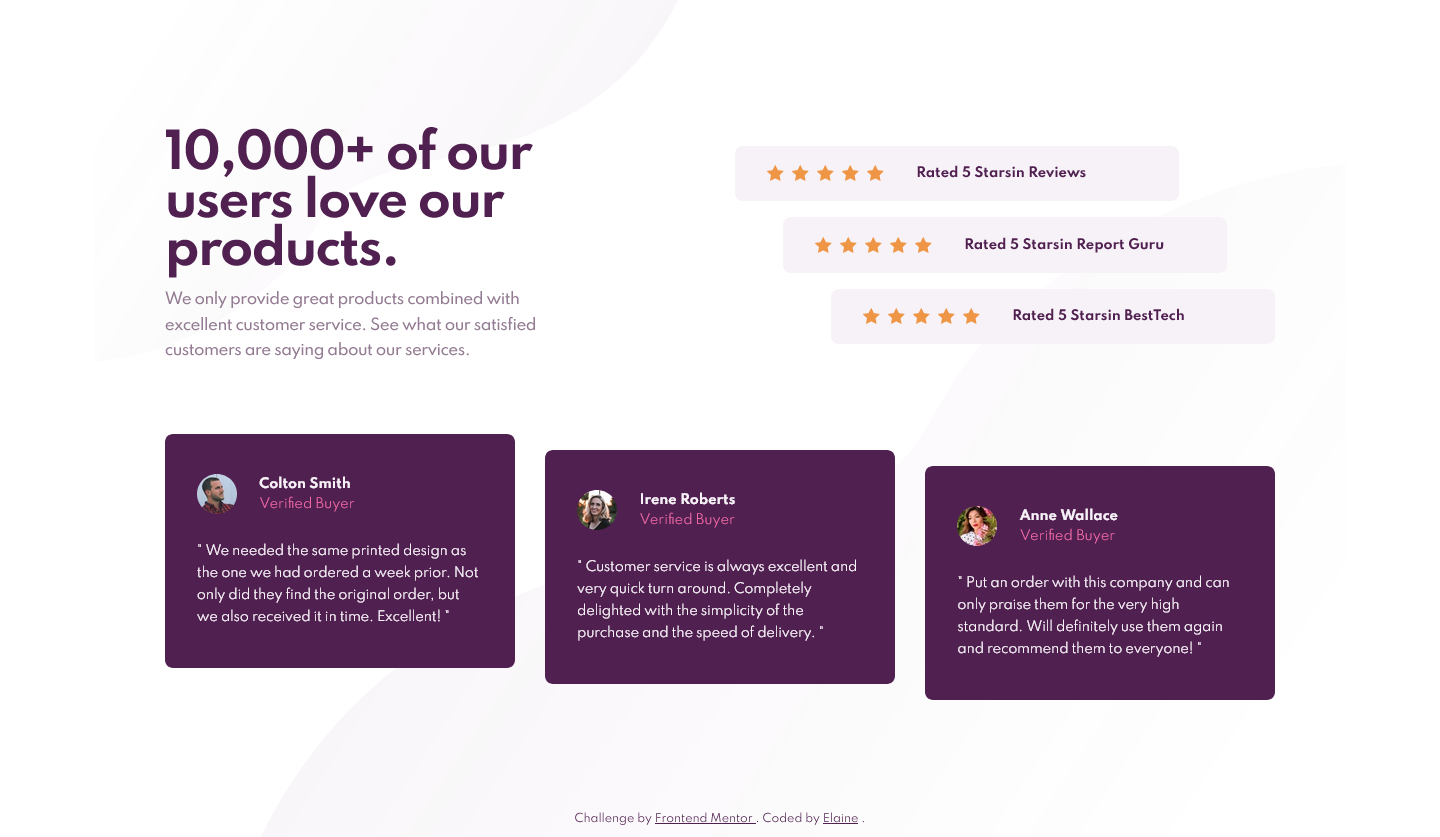 10,000+ of our
users love our
products.
We only provide great products combined with
excellent customer service. See what our satisfied
customers are saying about our services.
Rated 5 Starsin Reviews
Rated 5 Starsin Report Guru
Rated 5 Starsin BestTech
Colton Smith
Verified Buyer
" We needed the same printed design as
the one we had ordered a week prior. Not
only did they find the original order, but
we also received it in time. Excellent! "
Irene Roberts
Verified Buyer
" Customer service is always excellent and
very quick turn around. Completely
delighted with the simplicity of the
purchase and the speed of delivery. "
Anne Wallace
Verified Buyer
" Put an order with this company and can
only praise them for the very high
standard. Will definitely use them again
and recommend them to everyone! "
Challenge by Frontend Mentor . Coded by Elaine .